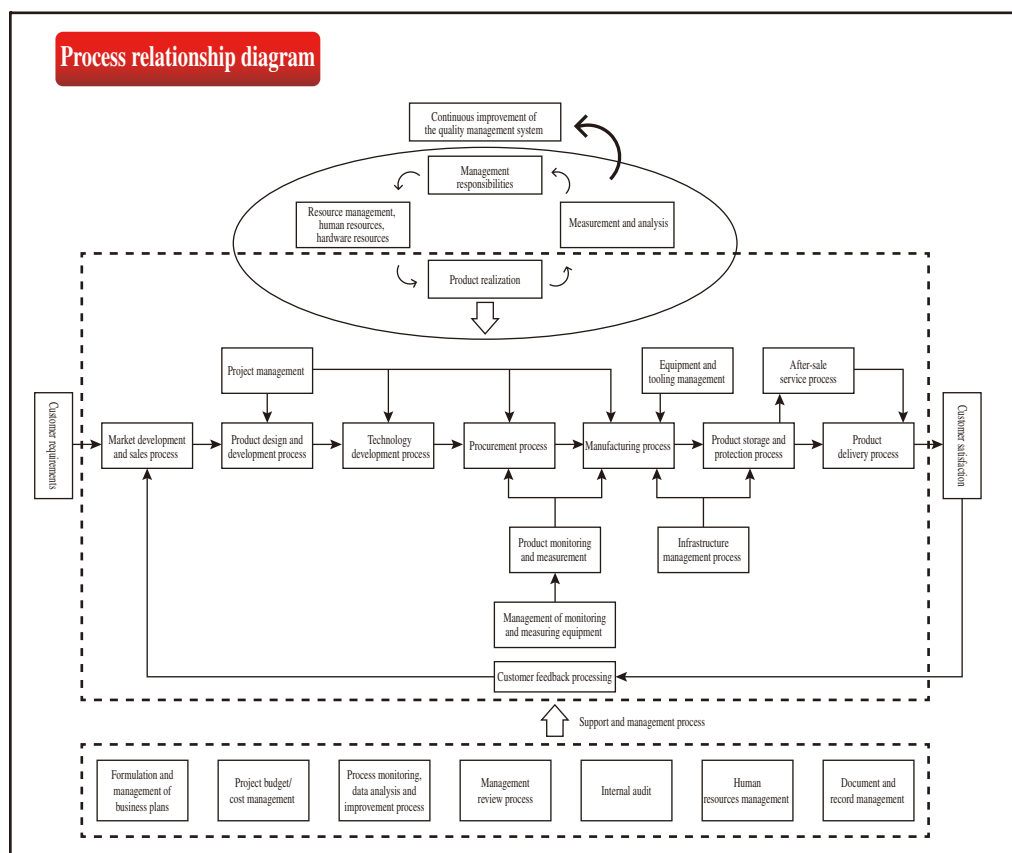 Process relationship diagram
Continuous improvement of
the quality management system
Management
responsibilities
Resource management,
human resources,
hardware resources
Measurement and analysis
Product realization
Project management
Equipment and
tooling management
After-sale
service process
Customer requirements
Market development
and sales process
Product design and
development process
Technology
development process
Procurement process
Manufacturing process
Product storage and
protection process
Product
delivery process
Customer satisfaction
Product monitoring
and measurement
Infrastructure
management process
Management of monitoring
and measuring equipment
Customer feedback processing
Support and management process
Formulation and
management of
business plans
Project budget/
cost management
Process monitoring,
data analysis and
improvement process
Management
review process
Internal audit
Human
resources management
Document and
record management